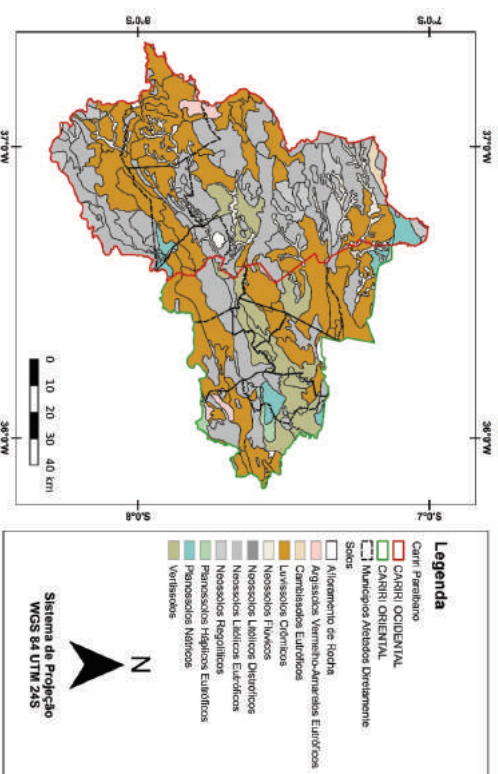 37°0'W
36°0'W
7°0'S
7°0'S
8°0'S
8°0'S
37°0'W
36°0'W
0 10 20 30 40 km
Legenda
Cariri Paraibano
CARIRI OCIDENTAL
CARIRI ORIENTAL
Municípios Afetados Diretamente
Solos
Afloramento de Rocha
Argissolos Vermelho-Amarelos Eutróficos
Cambissolos Eutróficos
Luvissolos Crômicos
Neossolos Flúvicos
Neossolos Litólicos Distróficos
Neossolos Litólicos Eutróficos
Neossolos Regolíticos
Planossolos Háplicos Eutróficos
Planossolos Nátricos
Vertissolos
N
Sistema de Projeção
WGS 84 UTM 24S